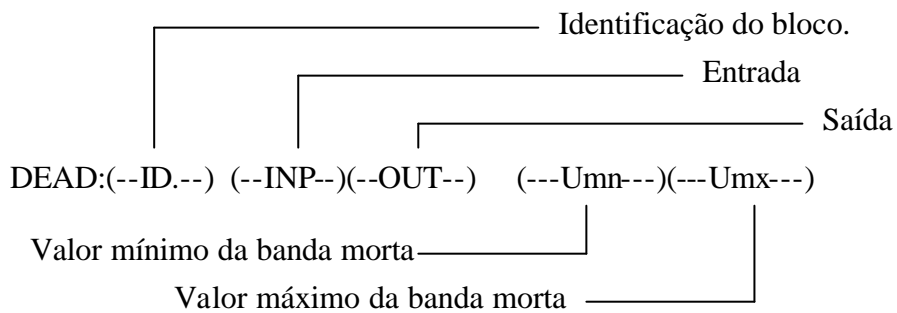 Identificação do bloco.
Entrada
Saída
DEAD:(--ID.--) (--INP--)(--OUT--) (---Umn---)(---Umx---)
Valor mínimo da banda morta
Valor máximo da banda morta